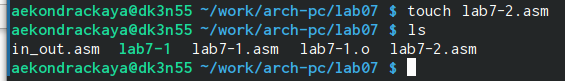 aekondrackaya@dk3n55 ~/work/arch-pc/lab07 $ touch lab7-2.asm
aekondrackaya@dk3n55 ~/work/arch-pc/lab07 $ ls
in_out.asm lab7-1 lab7-1.asm lab7-1.o lab7-2.asm
aekondrackaya@dk3n55 ~/work/arch-pc/lab07 $